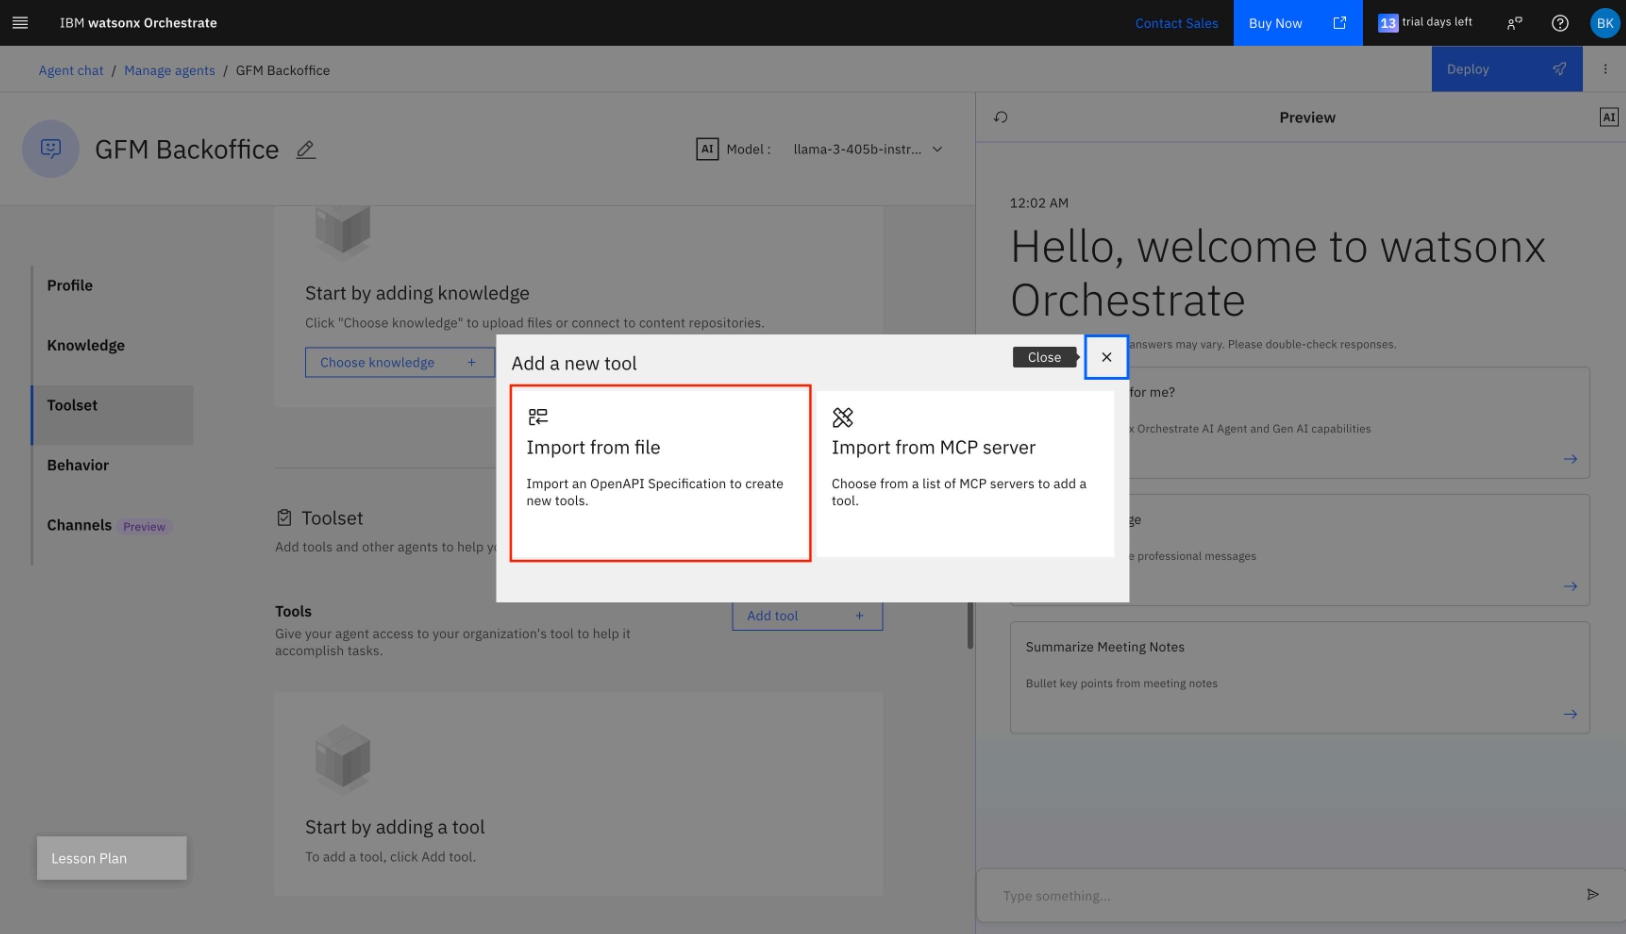 IBM watsonx Orchestrate
Contact Sales
Buy Now
13 trial days left
BK
Agent chat / Manage agents / GFM Backoffice
Deploy
GFM Backoffice
AI Model : llama-3-405b-instr...
Profile
Knowledge
Toolset
Behavior
Channels Preview
Start by adding knowledge
Click "Choose knowledge" to upload files or connect to content repositories.
Choose knowledge +
Toolset
Add tools and other agents to help
Tools
Give your agent access to your organization's tool to help it
accomplish tasks.
Add tool +
Start by adding a tool
To add a tool, click Add tool.
Lesson Plan
Add a new tool
Close
Import from file
Import an OpenAPI Specification to create
new tools.
Import from MCP server
Choose from a list of MCP servers to add a
tool.
Preview
AI
12:02 AM
Hello, welcome to watsonx
Orchestrate
answers may vary. Please double-check responses.
for me?
x Orchestrate AI Agent and Gen AI capabilities
ge
e professional messages
Summarize Meeting Notes
Bullet key points from meeting notes
Type something...